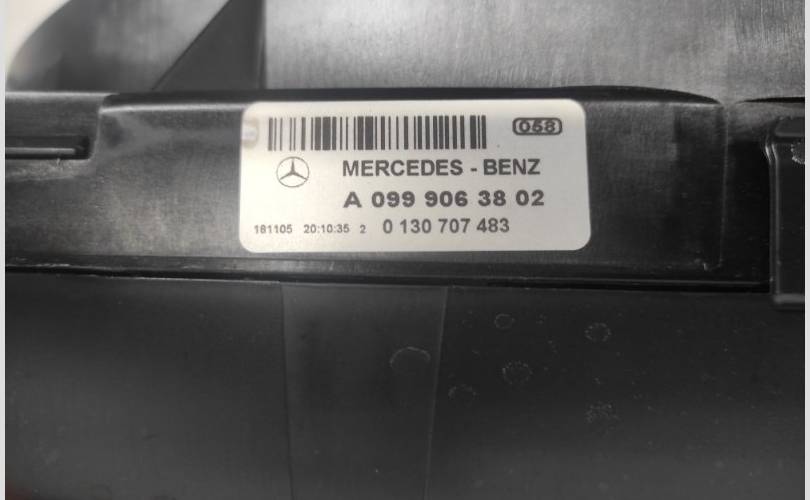 058
MERCEDES - BENZ
A 099 906 38 02
181105 20:10:35 2 0 130 707 483